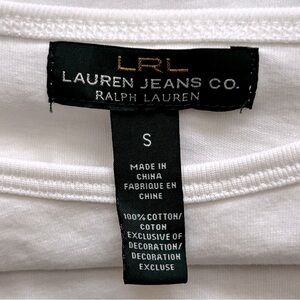 LRL
LAUREN JEANS CO.
RALPH LAUREN
S
MADE IN
CHINA
FABRIQUE EN
CHINE
100% COTTON/
COTON
EXCLUSIVE OF
DECORATION/
DECORATION
EXCLUSE